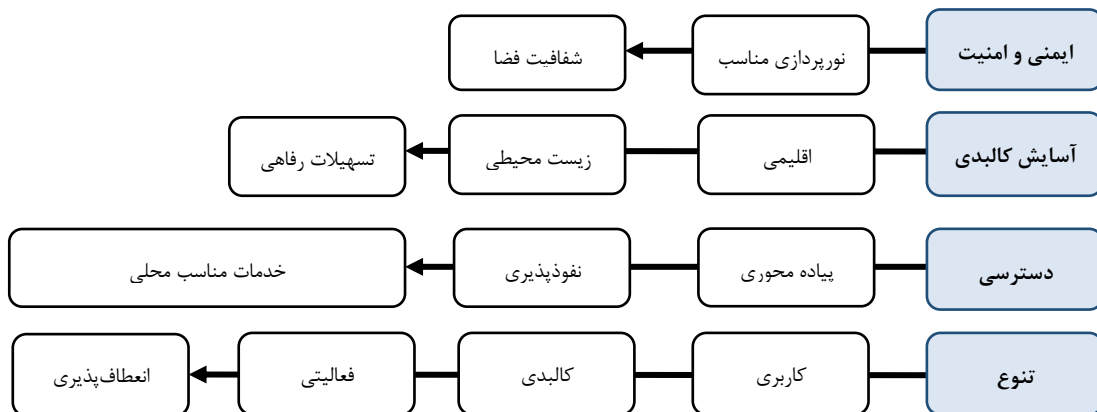 ایمنی و امنیت
نورپردازی مناسب
شفافیت فضا
آسایش کالبدی
اقلیمی
زیست محیطی
تسهیلات رفاهی
دسترسی
پیاده محوری
نفوذپذیری
خدمات مناسب محلی
تنوع
کاربری
کالبدی
فعالیتی
انعطاف‌پذیری